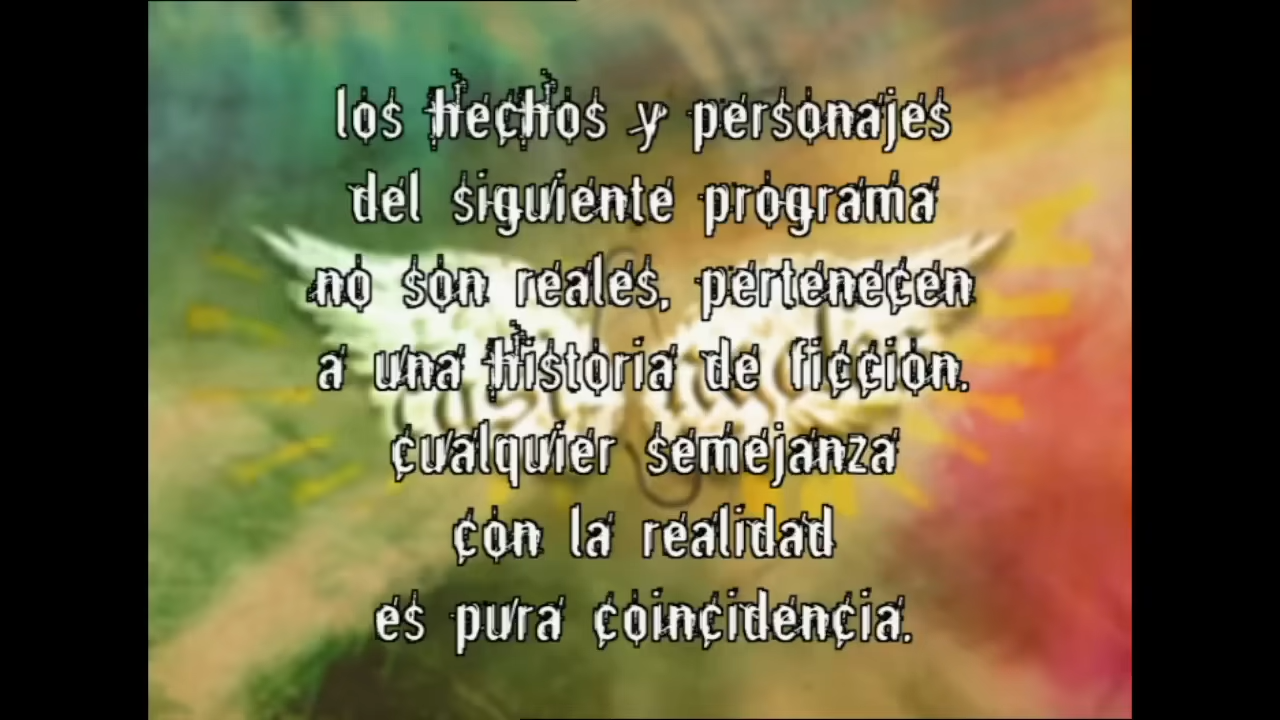 los hechos y personajes
del siguiente programa
no son reales, pertenecen
a una historia de ficción.
cualquier semejanza
con la realidad
es pura coincidencia.